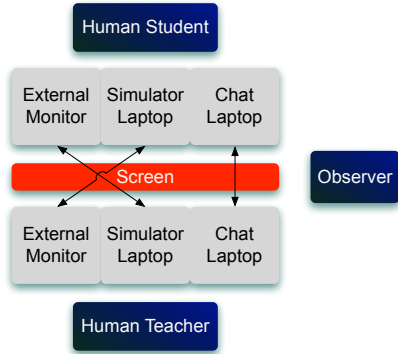 Human Student
External Monitor
Simulator Laptop
Chat Laptop
Screen
Observer
External Monitor
Simulator Laptop
Chat Laptop
Human Teacher